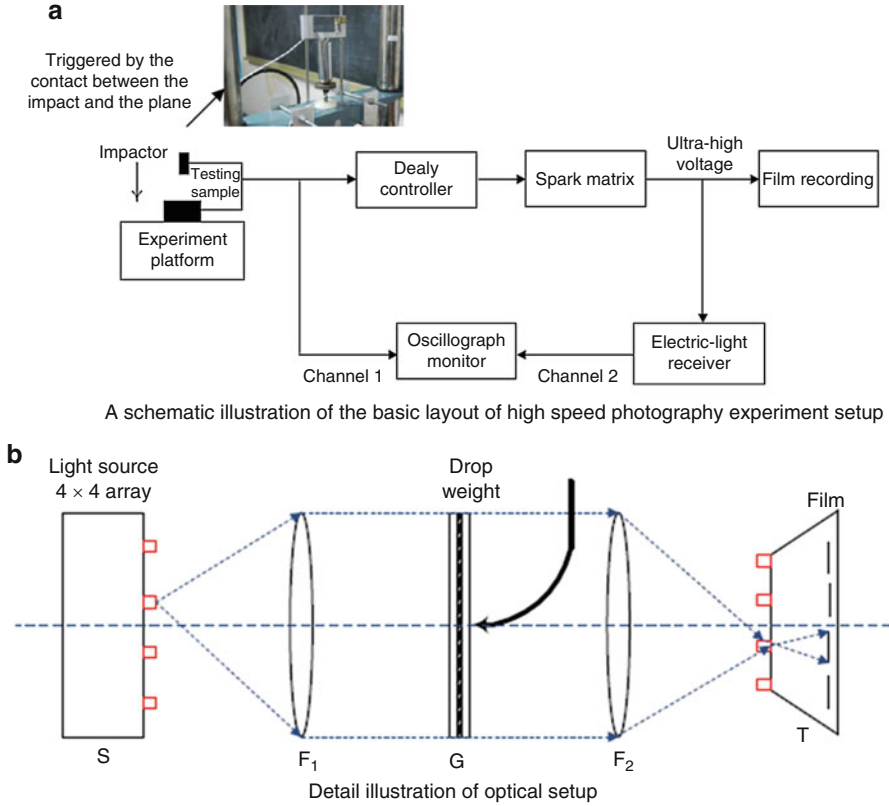 a
Triggered by the
contact between the
impact and the plane
Impactor
Testing
sample
Experiment
platform
Dealy
controller
Spark matrix
Ultra-high
voltage
Film recording
Oscillograph
monitor
Electric-light
receiver
Channel 1
Channel 2
A schematic illustration of the basic layout of high speed photography experiment setup
b
Light source
4 × 4 array
Drop
weight
Film
S
F1
G
F2
T
Detail illustration of optical setup